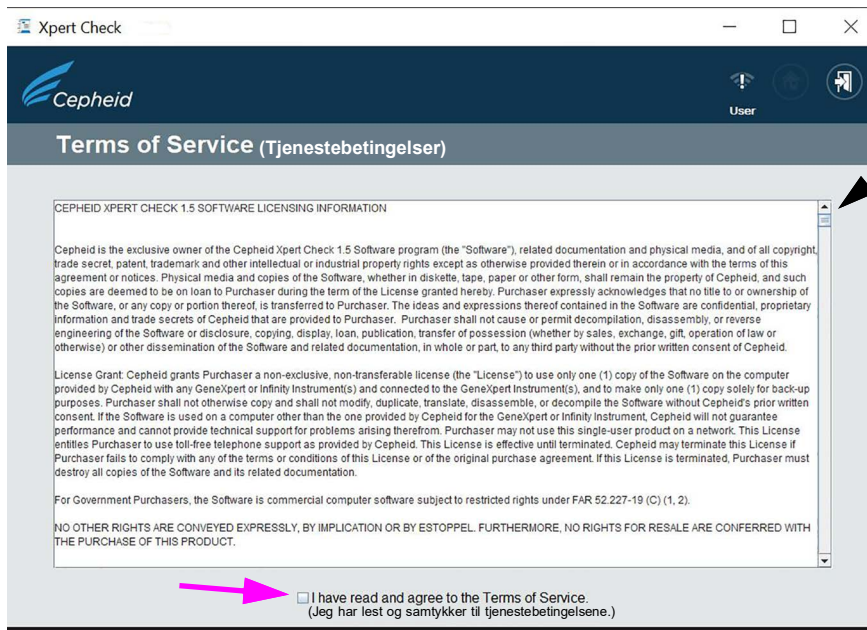 Xpert Check
Cepheid
User
Terms of Service (Tjenestebetingelser)
CEPHEID XPERT CHECK 1.5 SOFTWARE LICENSING INFORMATION
Cepheid is the exclusive owner of the Cepheid Xpert Check 1.5 Software program (the "Software"), related documentation and physical media, and of all copyright,
trade secret, patent, trademark and other intellectual or industrial property rights except as otherwise provided therein or in accordance with the terms of this
agreement or notices. Physical media and copies of the Software, whether in diskette, tape, paper or other form, shall remain the property of Cepheid, and such
copies are deemed to be on loan to Purchaser during the term of the License granted hereby. Purchaser expressly acknowledges that no title to or ownership of
the Software, or any copy or portion thereof, is transferred to Purchaser. The ideas and expressions thereof contained in the Software are confidential, proprietary
information and trade secrets of Cepheid that are provided to Purchaser. Purchaser shall not cause or permit decompilation, disassembly, or reverse
engineering of the Software or disclosure, copying, display, loan, publication, transfer of possession (whether by sales, exchange, gift, operation of law or
otherwise) or other dissemination of the Software and related documentation, in whole or part, to any third party without the prior written consent of Cepheid.
License Grant: Cepheid grants Purchaser a non-exclusive, non-transferable license (the "License") to use only one (1) copy of the Software on the computer
provided by Cepheid with any GeneXpert or Infinity Instrument(s) and connected to the GeneXpert Instrument(s), and to make only one (1) copy solely for back-up
purposes. Purchaser shall not otherwise copy and shall not modify, duplicate, translate, disassemble, or decompile the Software without Cepheid's prior written
consent. If the Software is used on a computer other than the one provided by Cepheid for the GeneXpert or Infinity Instrument, Cepheid will not guarantee
performance and cannot provide technical support for problems arising therefrom. Purchaser may not use this single-user product on a network. This License
entitles Purchaser to use toll-free telephone support as provided by Cepheid. This License is effective until terminated. Cepheid may terminate this License if
Purchaser fails to comply with any of the terms or conditions of this License or of the original purchase agreement. If this License is terminated, Purchaser must
destroy all copies of the Software and its related documentation.
For Government Purchasers, the Software is commercial computer software subject to restricted rights under FAR 52.227-19 (C) (1, 2).
NO OTHER RIGHTS ARE CONVEYED EXPRESSLY, BY IMPLICATION OR BY ESTOPPEL. FURTHERMORE, NO RIGHTS FOR RESALE ARE CONFERRED WITH
THE PURCHASE OF THIS PRODUCT.
I have read and agree to the Terms of Service.
(Jeg har lest og samtykker til tjenestebetingelsene.)